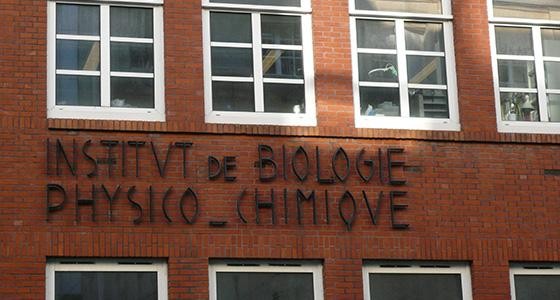 INSTITVT DE BIOLOGIE
PHYSICO_CHIMIQVE